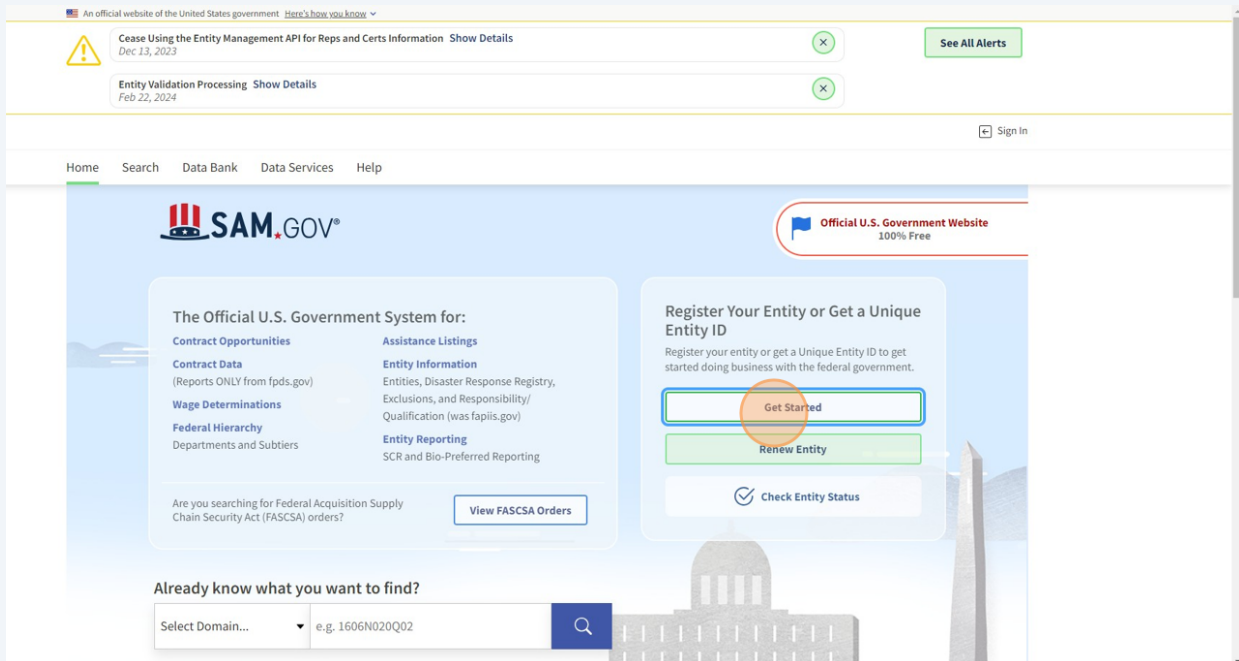 An official website of the United States government Here's how you know
Cease Using the Entity Management API for Reps and Certs Information Show Details
Dec 13, 2023
See All Alerts
Entity Validation Processing Show Details
Feb 22, 2024
Sign In
Home Search Data Bank Data Services Help
SAM.GOV®
Official U.S. Government Website
100% Free
The Official U.S. Government System for:
Contract Opportunities
Contract Data
(Reports ONLY from fpds.gov)
Wage Determinations
Federal Hierarchy
Departments and Subtiers
Assistance Listings
Entity Information
Entities, Disaster Response Registry,
Exclusions, and Responsibility/
Qualification (was fapiis.gov)
Entity Reporting
SCR and Bio-Preferred Reporting
Are you searching for Federal Acquisition Supply
Chain Security Act (FASCSA) orders?
View FASCSA Orders
Register Your Entity or Get a Unique
Entity ID
Register your entity or get a Unique Entity ID to get
started doing business with the federal government.
Get Started
Renew Entity
Check Entity Status
Already know what you want to find?
Select Domain... e.g. 1606N020Q02